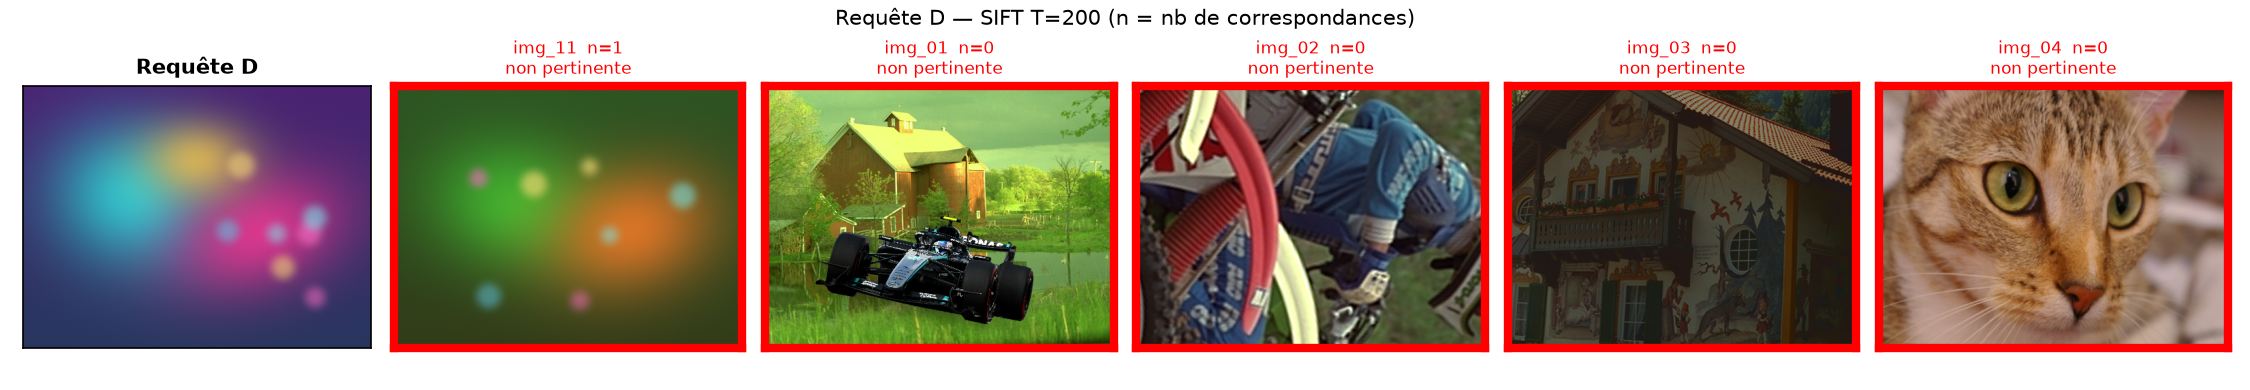 Requête D — SIFT T=200 (n = nb de correspondances)
Requête D
img_11 n=1
non pertinente
img_01 n=0
non pertinente
img_02 n=0
non pertinente
img_03 n=0
non pertinente
img_04 n=0
non pertinente